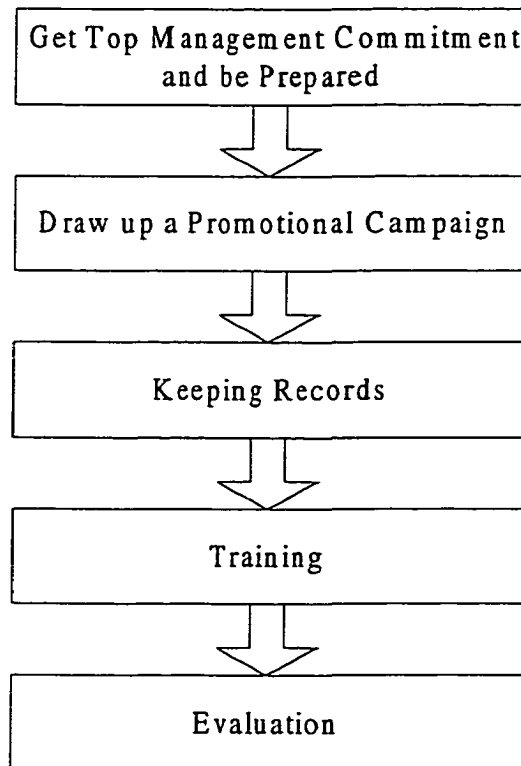 Get Top Management Commitment
and be Prepared
Draw up a Promotional Campaign
Keeping Records
Training
Evaluation